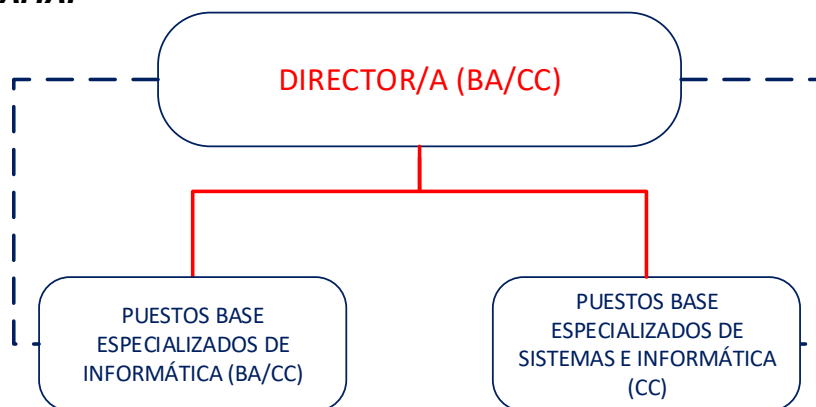 DIRECTOR/A (BA/CC)
PUESTOS BASE
ESPECIALIZADOS DE
INFORMÁTICA (BA/CC)
PUESTOS BASE
ESPECIALIZADOS DE
SISTEMAS E INFORMÁTICA
(CC)